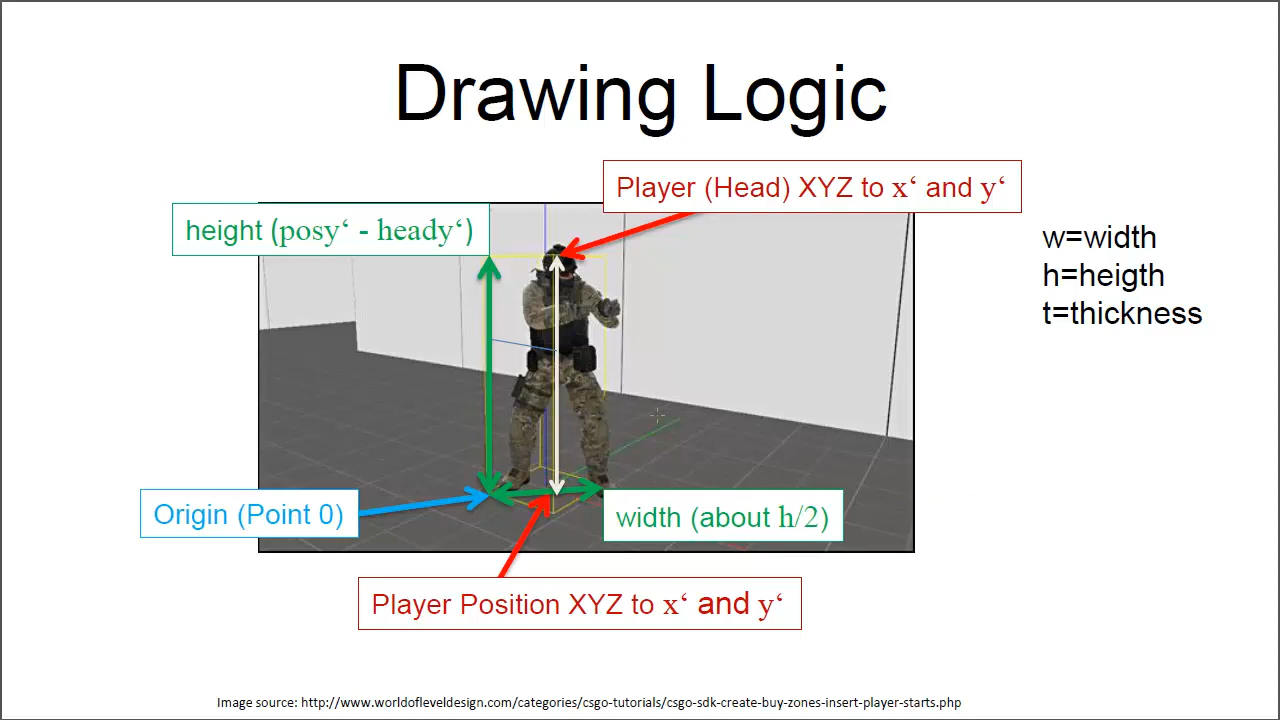 Drawing Logic
Player (Head) XYZ to x‘ and y‘
height (posy‘ - heady‘)
w=width
h=heigth
t=thickness
Origin (Point 0)
width (about h/2)
Player Position XYZ to x‘ and y‘
Image source: http://www.worldofleveldesign.com/categories/csgo-tutorials/csgo-sdk-create-buy-zones-insert-player-starts.php